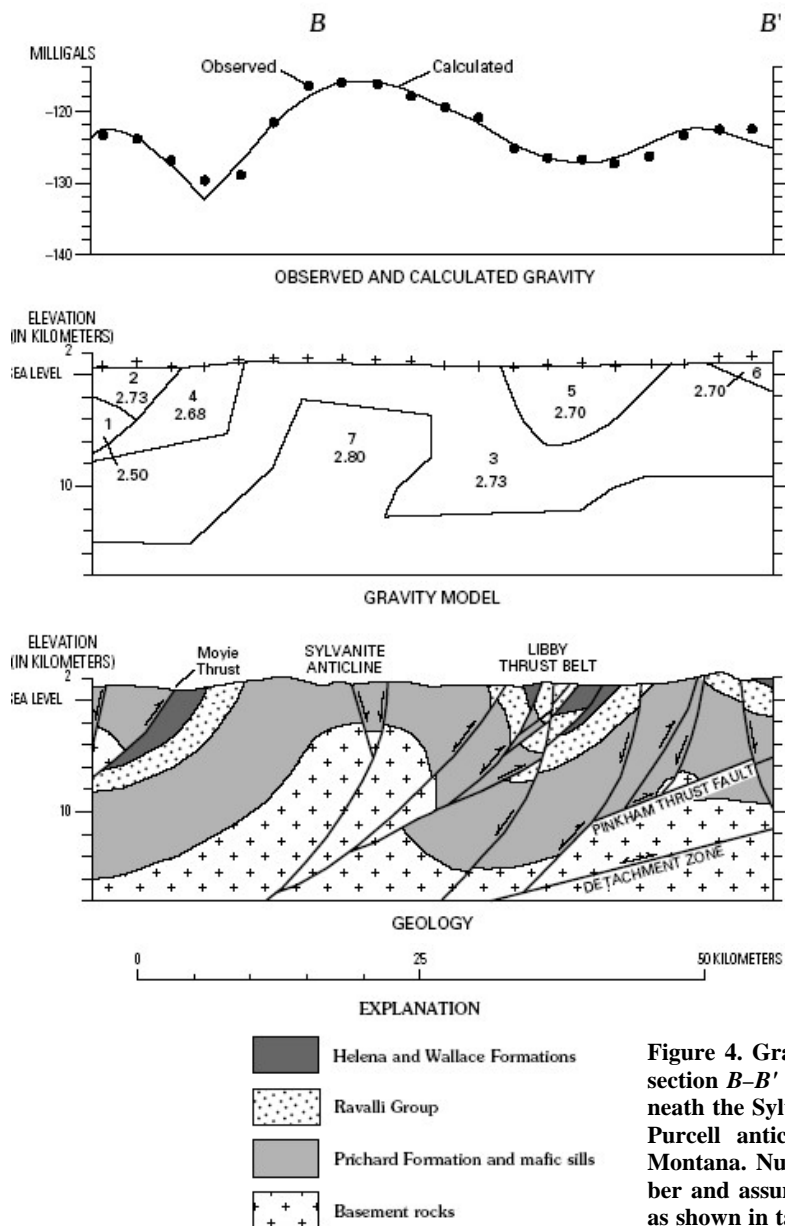 B B'
MILLIGALS
Observed Calculated
–120
–130
–140
OBSERVED AND CALCULATED GRAVITY
ELEVATION
(IN KILOMETERS)
2
SEA LEVEL
2
2.73
4
2.68
1
2.50
7
2.80
3
2.73
5
2.70
2.70
6
10
GRAVITY MODEL
ELEVATION
(IN KILOMETERS)
Moyie
Thrust
SYLVANITE
ANTICLINE
LIBBY
THRUST BELT
2
SEA LEVEL
10
PINKHAM THRUST FAULT
DETACHMENT ZONE
GEOLOGY
0 25 50 KILOMETERS
EXPLANATION
Helena and Wallace Formations
Ravalli Group
Prichard Formation and mafic sills
Basement rocks
Figure 4. Gra
section B–B'
neath the Sylv
Purcell antic
Montana. Nu
ber and assur
as shown in ta